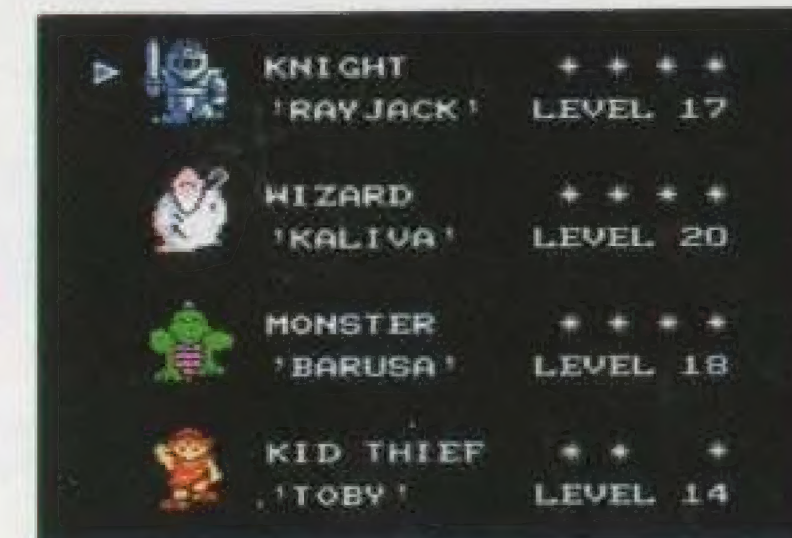 KNIGHT
'RAYJACK' LEVEL 17
WIZARD
'KALIVA' LEVEL 20
MONSTER
'BARUSA' LEVEL 18
KID THIEF
'TOBY' LEVEL 14